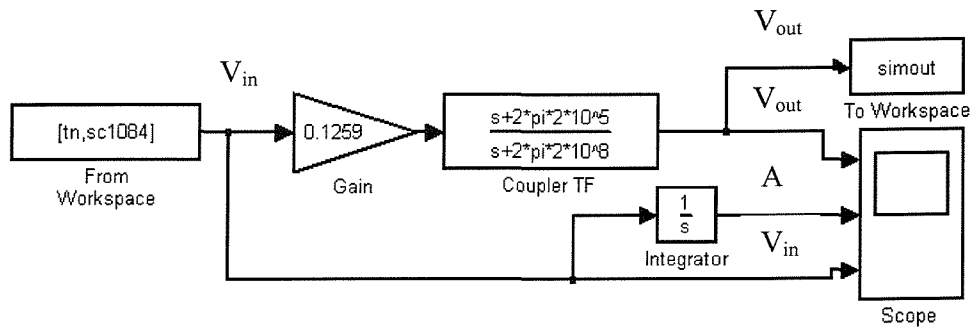 V_out
V_in
simout
To Workspace
V_out
[tn,sc1084]
From
Workspace
0.1259
Gain
s+2*pi*2*10^5
s+2*pi*2*10^8
Coupler TF
A
1
s
Integrator
V_in
Scope